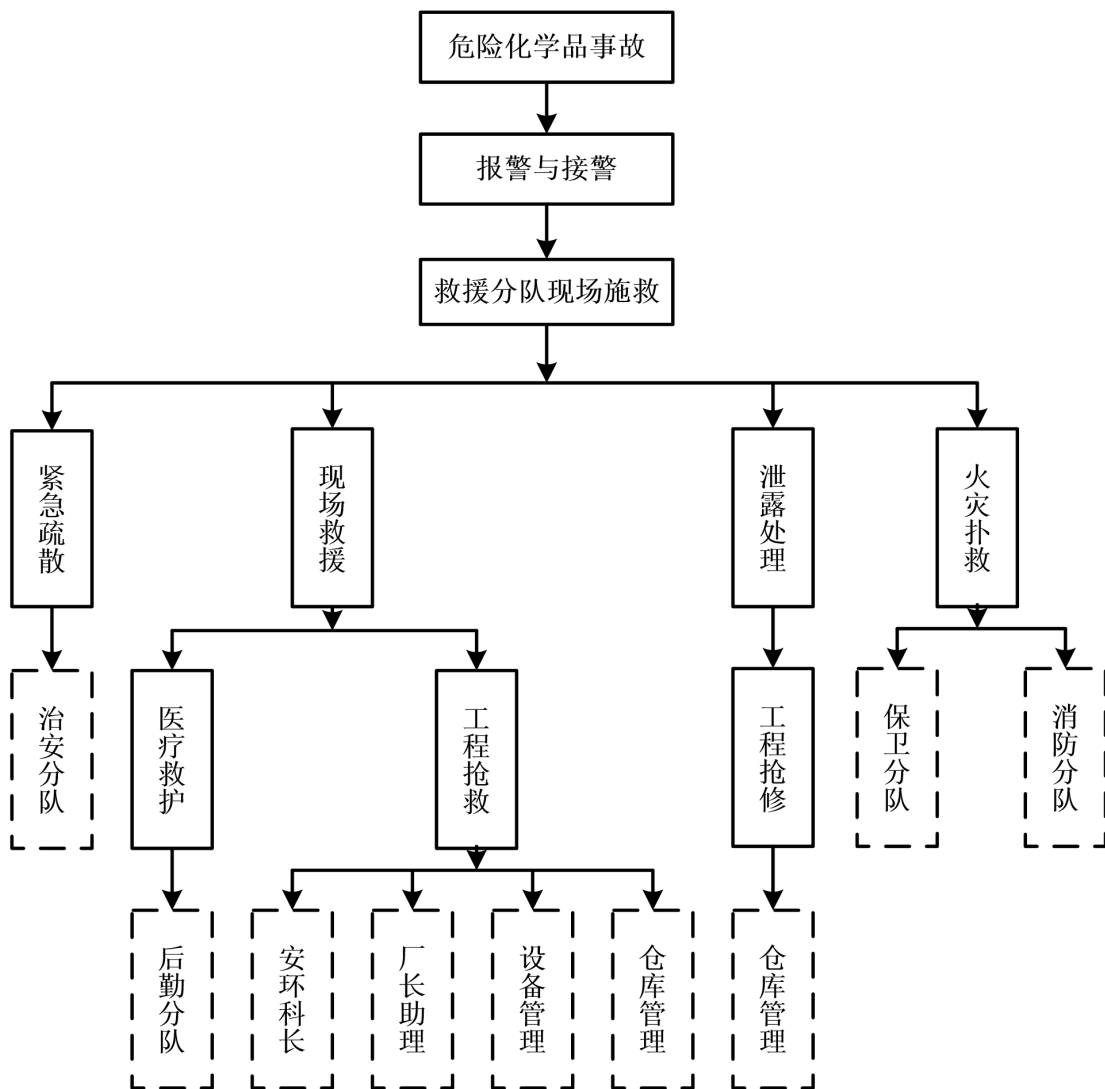 危险化学品事故
报警与接警
救援分队现场施救
紧急疏散
现场救援
泄露处理
火灾扑救
治安分队
医疗救护
工程抢救
工程抢修
保卫分队
消防分队
后勤分队
安环科长
厂长助理
设备管理
仓库管理
仓库管理